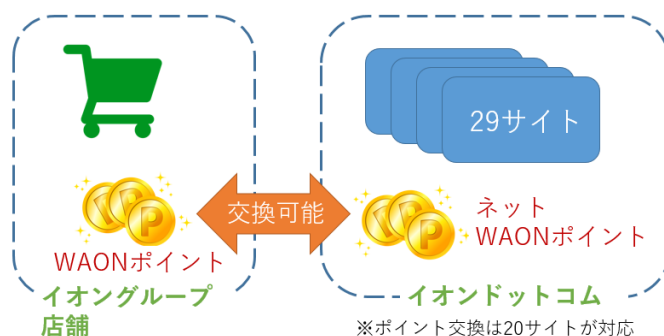 29サイト
交換可能
WAONポイント
ネット
WAONポイント
イオングループ
店舗
イオンドットコム
※ポイント交換は20サイトが対応